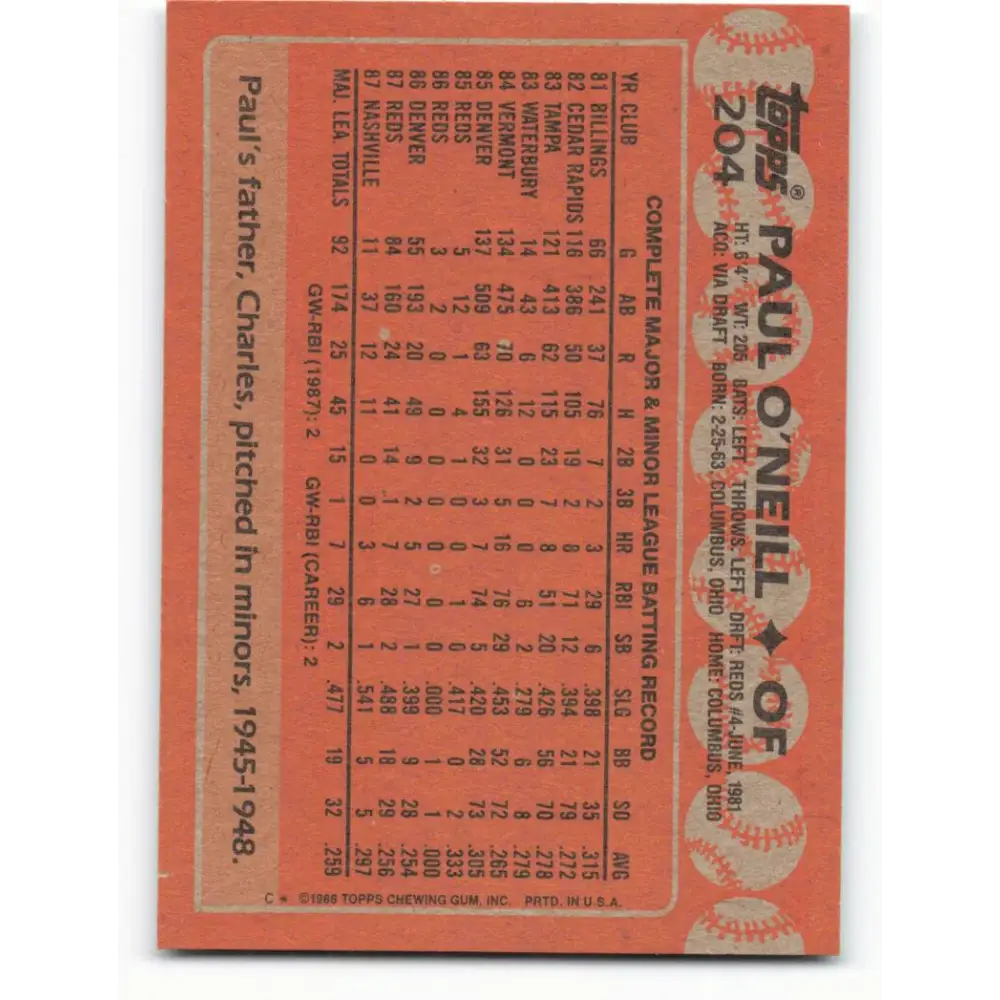 topps® PAUL O'NEILL ✦ OF
204 HT: 6'4" WT: 205 BATS: LEFT THROWS: LEFT DRFT: REDS #4-JUNE, 1981
ACQ: VIA DRAFT BORN: 2-25-63, COLUMBUS, OHIO HOME: COLUMBUS, OHIO
COMPLETE MAJOR & MINOR LEAGUE BATTING RECORD
YR CLUB G AB R H 2B 3B HR RBI SB SLG BB SO AVG
81 BILLINGS 66 241 37 76 7 2 3 29 6 .398 21 35 .315
82 CEDAR RAPIDS 116 386 50 105 19 2 8 71 12 .394 21 79 .272
83 TAMPA 121 413 62 115 23 7 8 51 20 .426 56 70 .278
83 WATERBURY 14 43 6 12 0 0 0 6 2 .279 6 8 .279
84 VERMONT 134 475 70 126 31 5 16 76 29 .453 52 72 .265
85 DENVER 137 509 63 155 32 3 7 74 5 .420 28 73 .305
85 REDS 5 12 1 4 1 0 0 1 0 .417 0 2 .333
86 REDS 3 2 0 0 0 0 0 0 0 .000 1 1 .000
86 DENVER 55 193 20 49 9 2 5 27 1 .399 9 28 .254
87 REDS 84 160 24 41 14 1 7 28 2 .488 18 29 .256
87 NASHVILLE 11 37 12 11 0 0 3 6 1 .541 5 5 .297
MAJ. LEA. TOTALS 92 174 25 45 15 1 7 29 2 .477 19 32 .259
GW-RBI (1987): 2 GW-RBI (CAREER): 2
Paul's father, Charles, pitched in minors, 1945-1948.
C * ©1986 TOPPS CHEWING GUM, INC. PRTD. IN U.S.A.